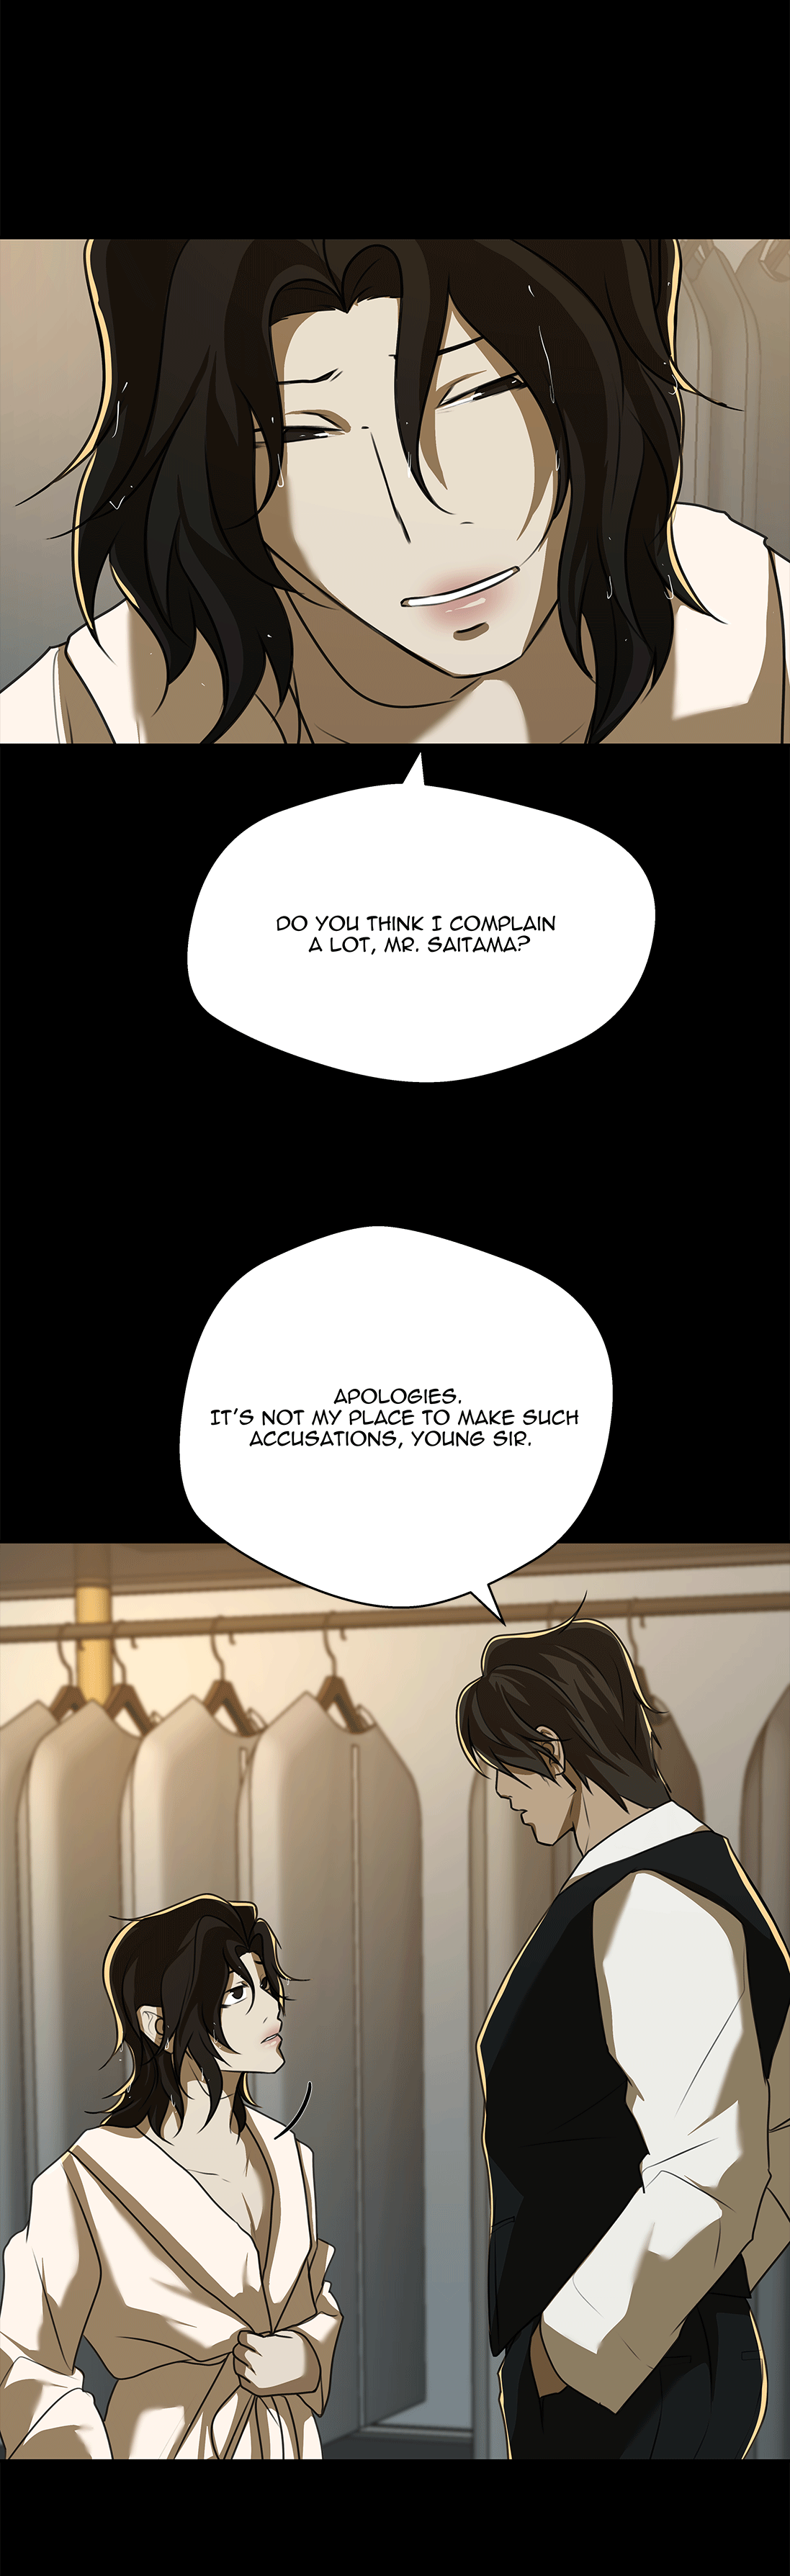 DO YOU THINK I COMPLAIN
A LOT, MR. SAITAMA?
APOLOGIES.
IT'S NOT MY PLACE TO MAKE SUCH
ACCUSATIONS, YOUNG SIR.